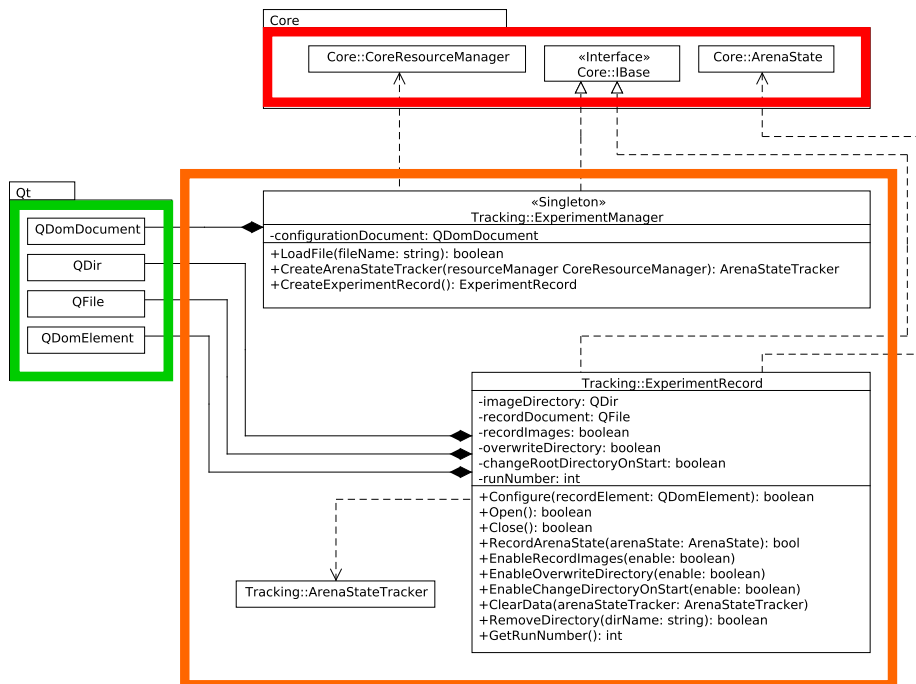 Core
Core::CoreResourceManager
«Interface»
Core::IBase
Core::ArenaState
Qt
QDomDocument
QDir
QFile
QDomElement
«Singleton»
Tracking::ExperimentManager
-configurationDocument: QDomDocument
+LoadFile(fileName: string): boolean
+CreateArenaStateTracker(resourceManager CoreResourceManager): ArenaStateTracker
+CreateExperimentRecord(): ExperimentRecord
Tracking::ExperimentRecord
-imageDirectory: QDir
-recordDocument: QFile
-recordImages: boolean
-overwriteDirectory: boolean
-changeRootDirectoryOnStart: boolean
-runNumber: int
+Configure(recordElement: QDomElement): boolean
+Open(): boolean
+Close(): boolean
+RecordArenaState(arenaState: ArenaState): bool
+EnableRecordImages(enable: boolean)
+EnableOverwriteDirectory(enable: boolean)
+EnableChangeDirectoryOnStart(enable: boolean)
+ClearData(arenaStateTracker: ArenaStateTracker)
+RemoveDirectory(dirName: string): boolean
+GetRunNumber(): int
Tracking::ArenaStateTracker